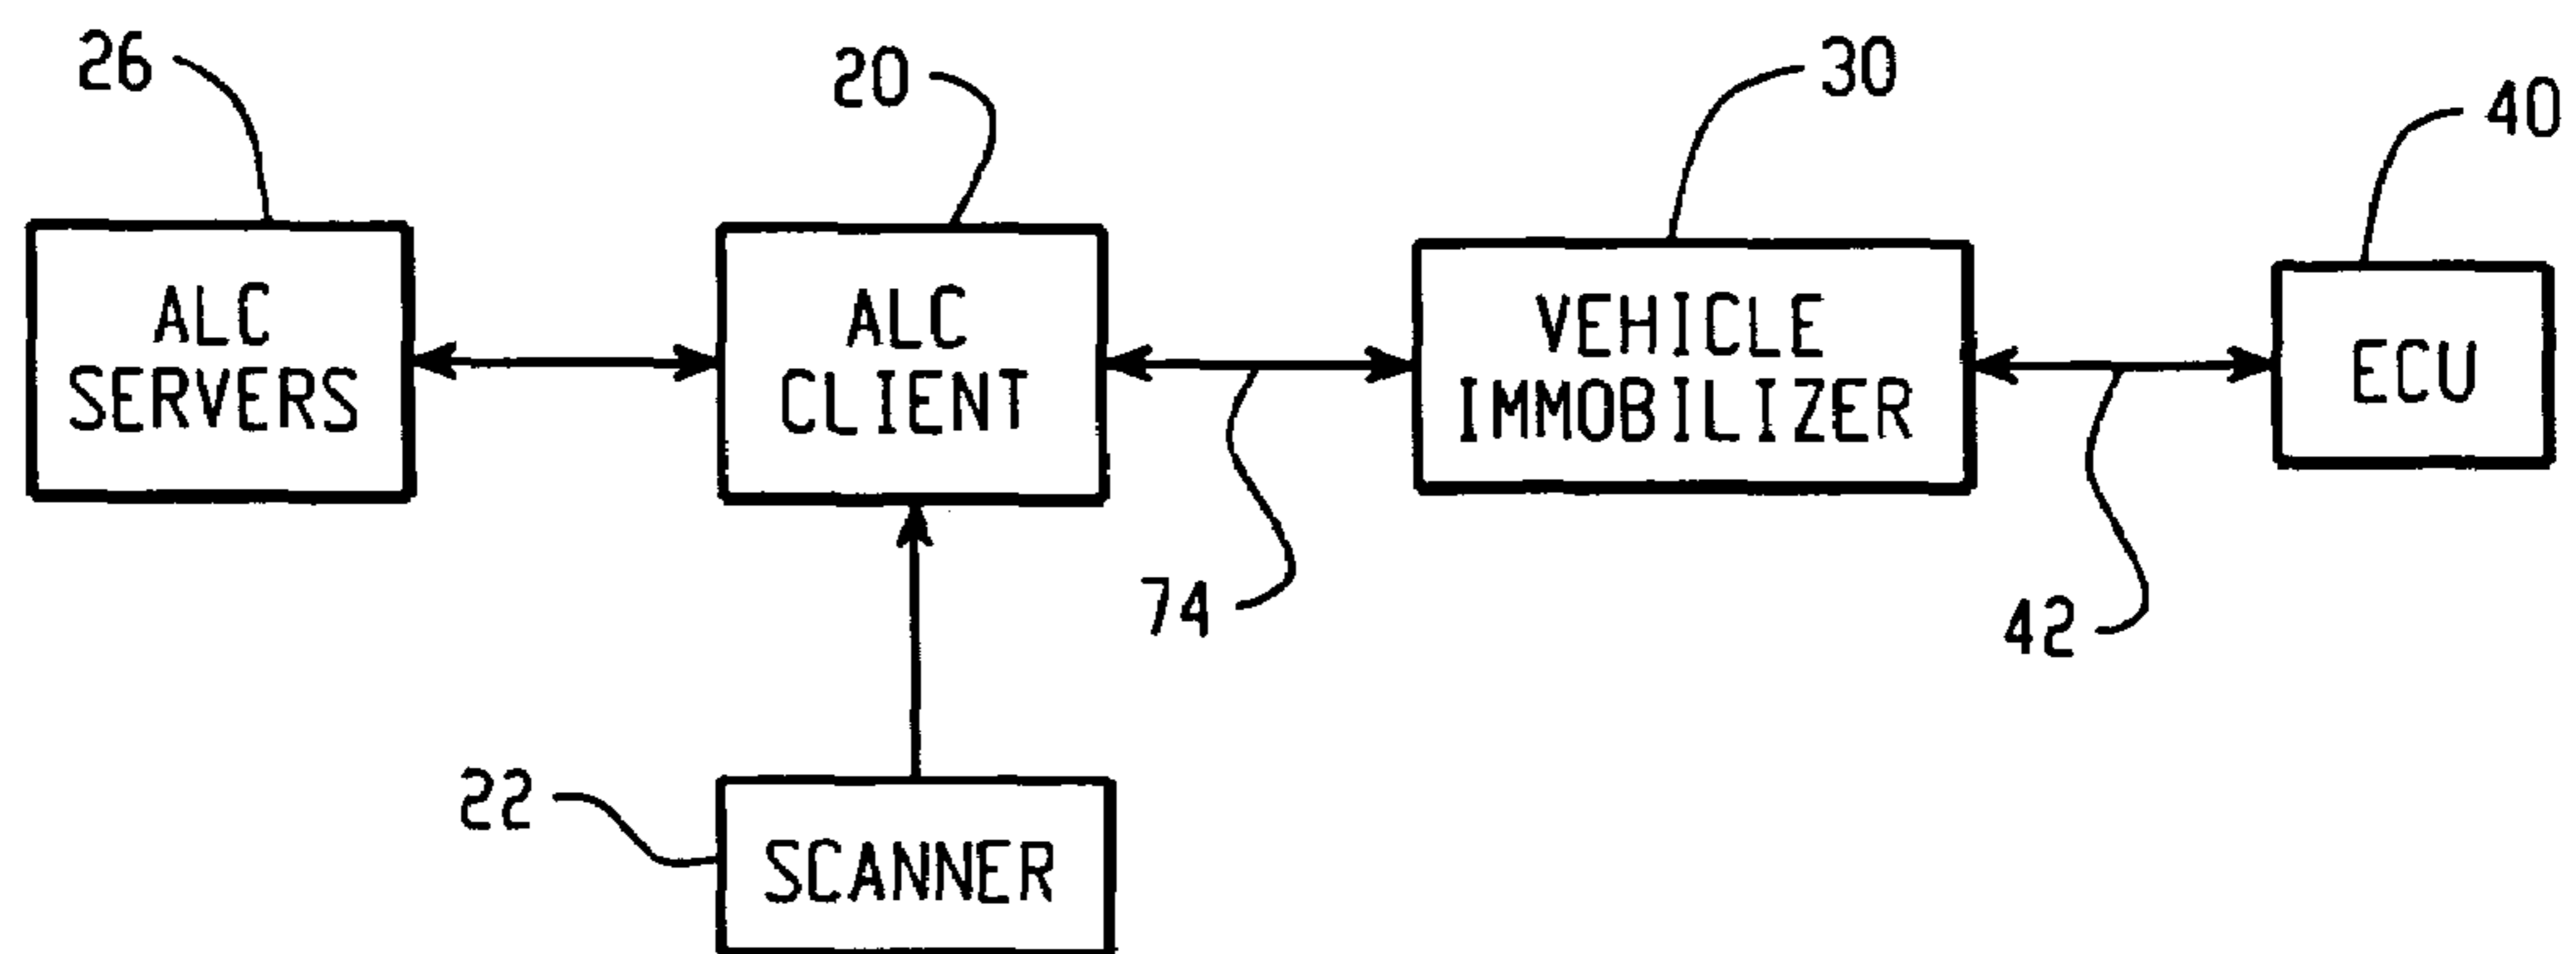 26
20
30
40
ALC
SERVERS
ALC
CLIENT
VEHICLE
IMMOBILIZER
ECU
74
42
22
SCANNER